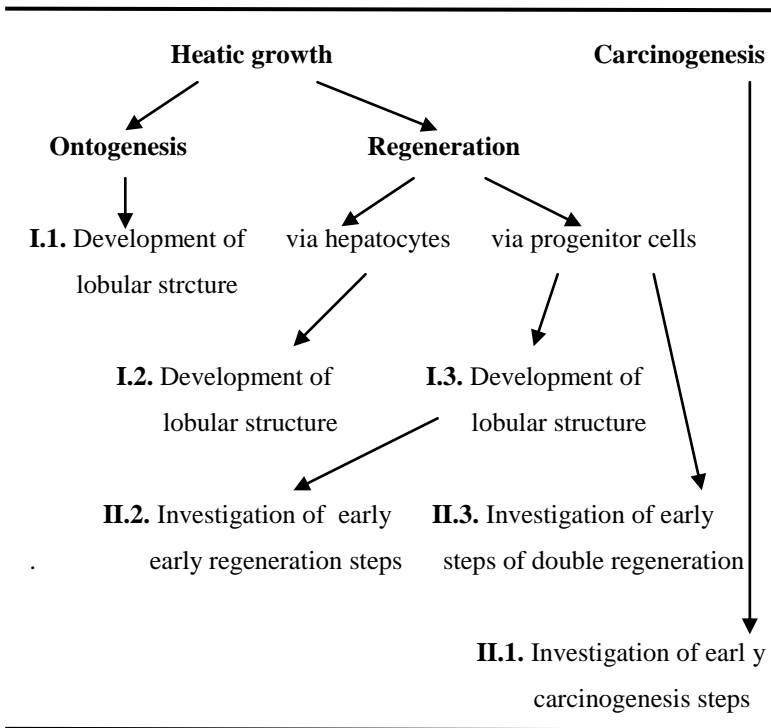 Heatic growth Carcinogenesis
Ontogenesis Regeneration
I.1. Development of via hepatocytes via progenitor cells
lobular strcture
I.2. Development of I.3. Development of
lobular structure lobular structure
II.2. Investigation of early II.3. Investigation of early
. early regeneration steps steps of double regeneration
II.1. Investigation of earl y
carcinogenesis steps